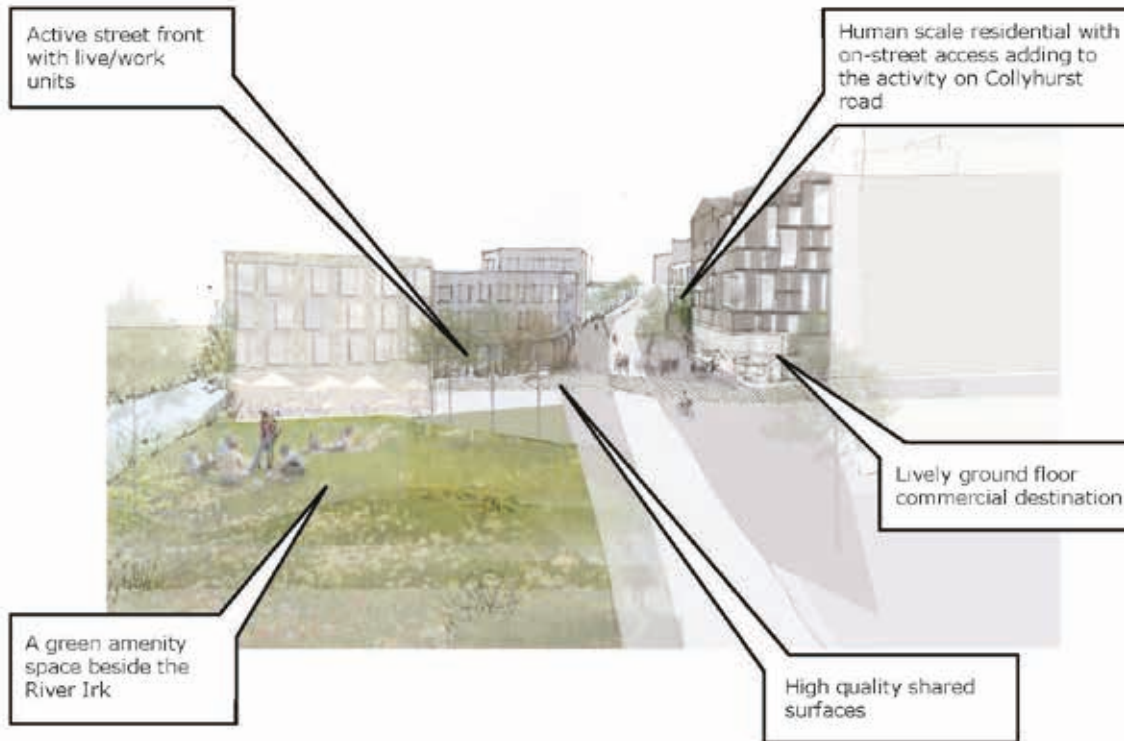 Active street front
with live/work
units
Human scale residential with
on-street access adding to
the activity on Collyhurst
road
Lively ground floor
commercial destination
A green amenity
space beside the
River Irk
High quality shared
surfaces